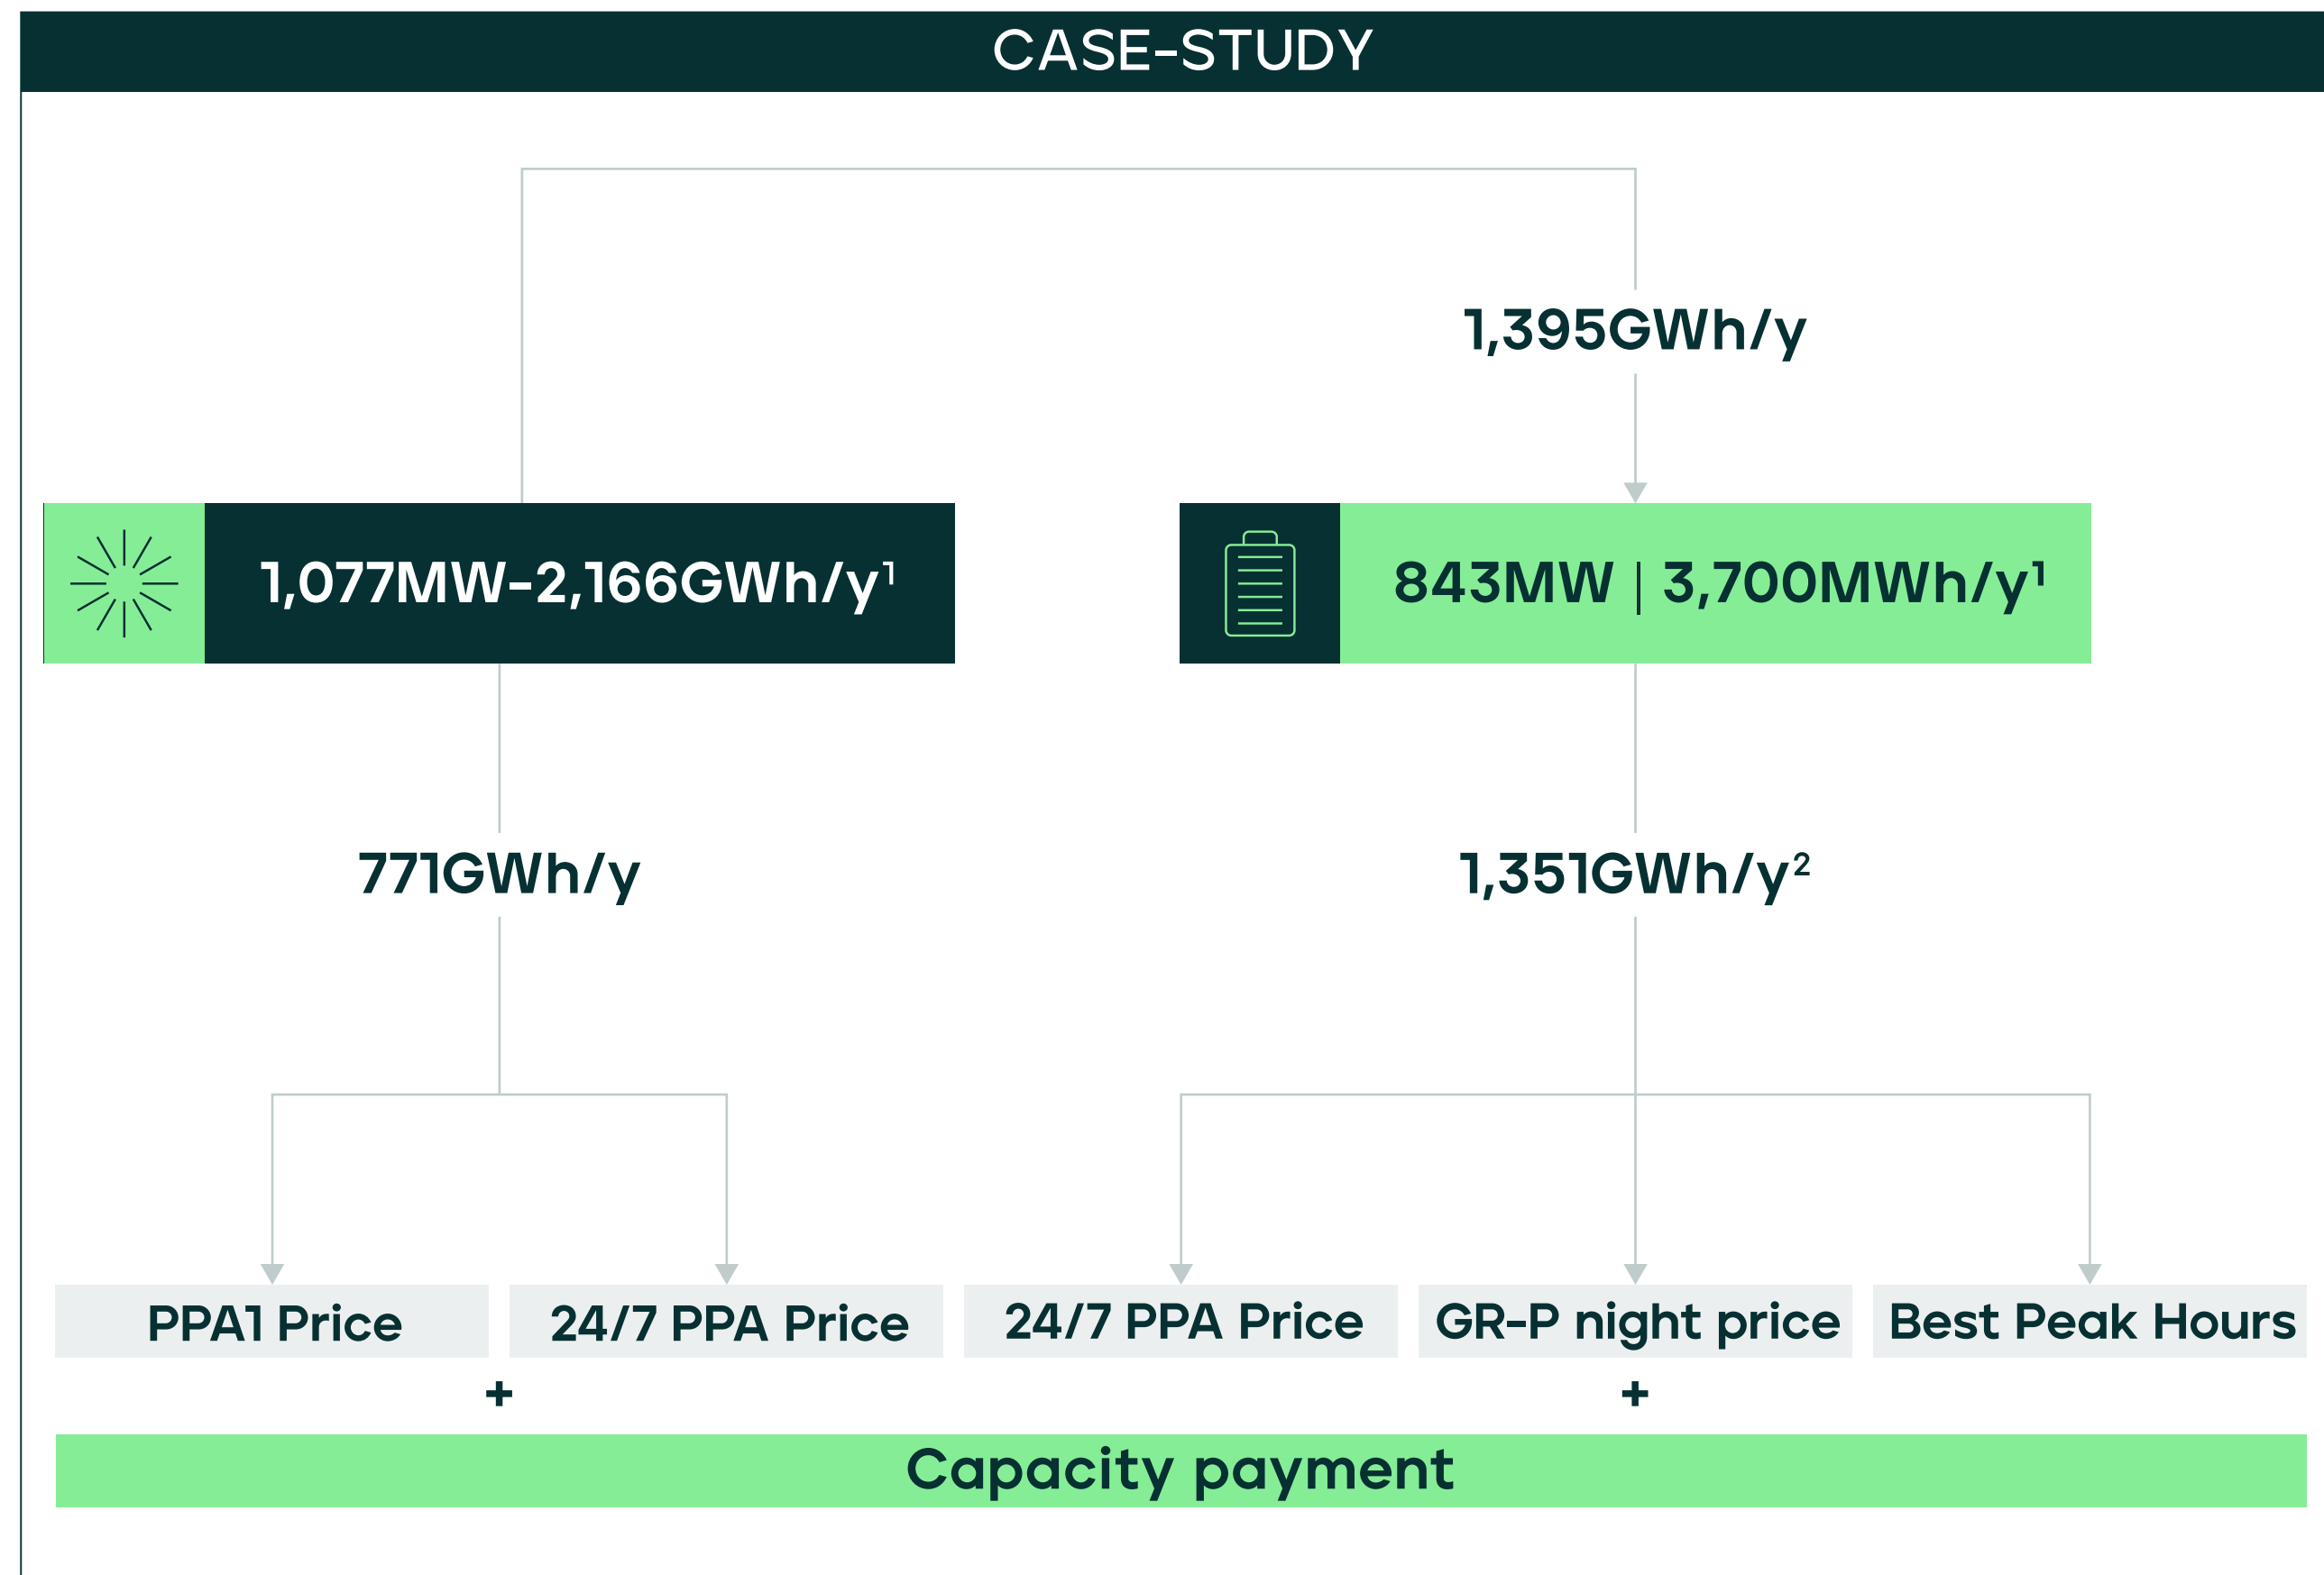 CASE-STUDY
1,395GWh/y
1,077MW-2,166GWh/y¹
843MW | 3,700MWh/y¹
771GWh/y
1,351GWh/y²
PPA1 Price
24/7 PPA Price
24/7 PPA Price
GR-P night price
Best Peak Hours
+
+
Capacity payment